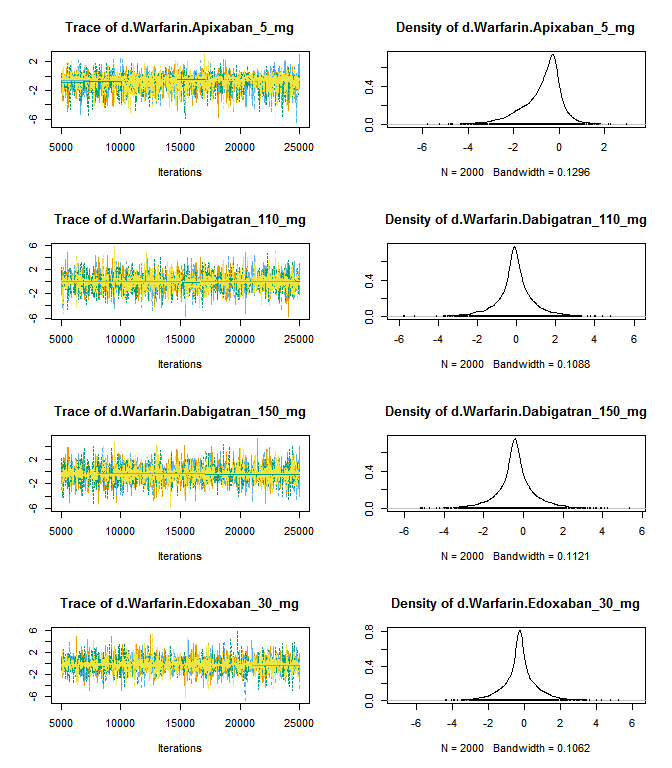 Trace of d.Warfarin.Apixaban_5_mg
2
-2
-6
5000 10000 15000 20000 25000
Iterations
Density of d.Warfarin.Apixaban_5_mg
0.4
0.0
-6 -4 -2 0 2
N = 2000 Bandwidth = 0.1296
Trace of d.Warfarin.Dabigatran_110_mg
6
2
-2
-6
5000 10000 15000 20000 25000
Iterations
Density of d.Warfarin.Dabigatran_110_mg
0.4
0.0
-6 -4 -2 0 2 4 6
N = 2000 Bandwidth = 0.1088
Trace of d.Warfarin.Dabigatran_150_mg
2
-2
-6
5000 10000 15000 20000 25000
Iterations
Density of d.Warfarin.Dabigatran_150_mg
0.4
0.0
-6 -4 -2 0 2 4 6
N = 2000 Bandwidth = 0.1121
Trace of d.Warfarin.Edoxaban_30_mg
6
2
-2
-6
5000 10000 15000 20000 25000
Iterations
Density of d.Warfarin.Edoxaban_30_mg
0.8
0.4
0.0
-6 -4 -2 0 2 4 6
N = 2000 Bandwidth = 0.1062